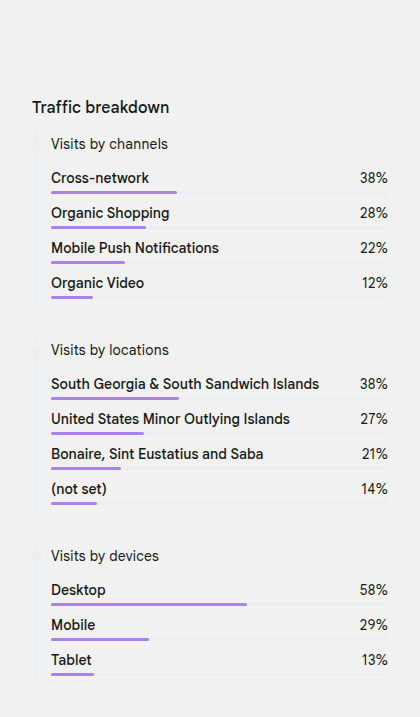 Traffic breakdown
Visits by channels
Cross-network 38%
Organic Shopping 28%
Mobile Push Notifications 22%
Organic Video 12%
Visits by locations
South Georgia & South Sandwich Islands 38%
United States Minor Outlying Islands 27%
Bonaire, Sint Eustatius and Saba 21%
(not set) 14%
Visits by devices
Desktop 58%
Mobile 29%
Tablet 13%